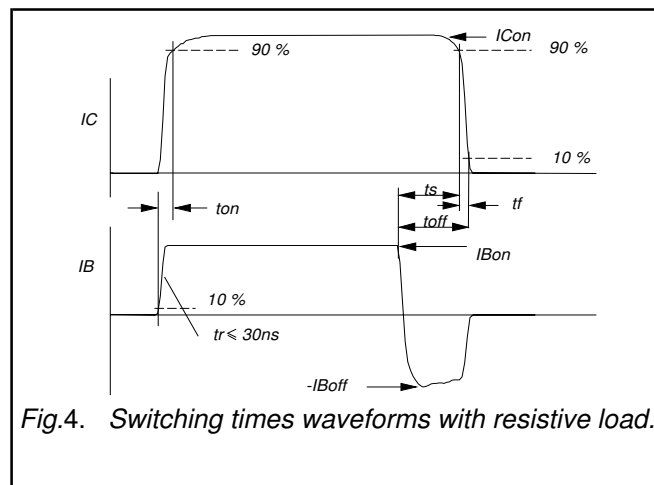 ICon
90 %
90 %
IC
10 %
ts
ton
tf
toff
IB
IBon
10 %
tr ≤ 30ns
-IBoff
Fig.4. Switching times waveforms with resistive load.